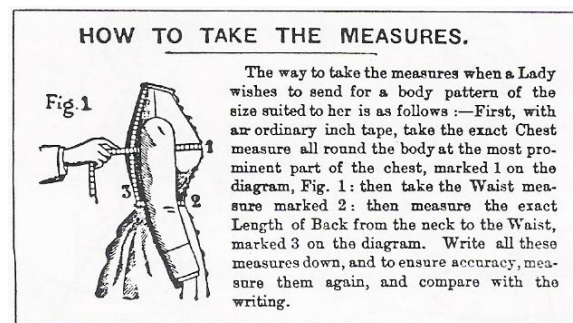 HOW TO TAKE THE MEASURES.
Fig.1
1
3
2
The way to take the measures when a Lady
wishes to send for a body pattern of the
size suited to her is as follows :—First, with
an ordinary inch tape, take the exact Chest
measure all round the body at the most pro-
minent part of the chest, marked 1 on the
diagram, Fig. 1: then take the Waist mea-
sure marked 2: then measure the exact
Length of Back from the neck to the Waist,
marked 3 on the diagram. Write all these
measures down, and to ensure accuracy, mea-
sure them again, and compare with the
writing.